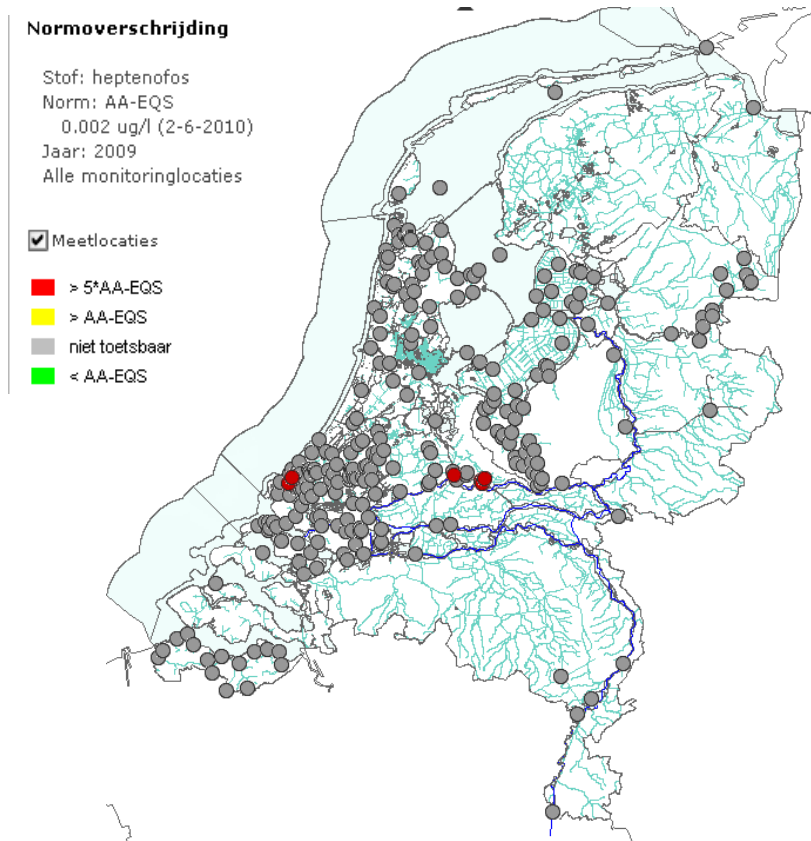 Normoverschrijding
Stof: heptenofos
Norm: AA-EQS
0.002 ug/l (2-6-2010)
Jaar: 2009
Alle monitoringlocaties
Meetlocaties
> 5*AA-EQS
> AA-EQS
niet toetsbaar
< AA-EQS